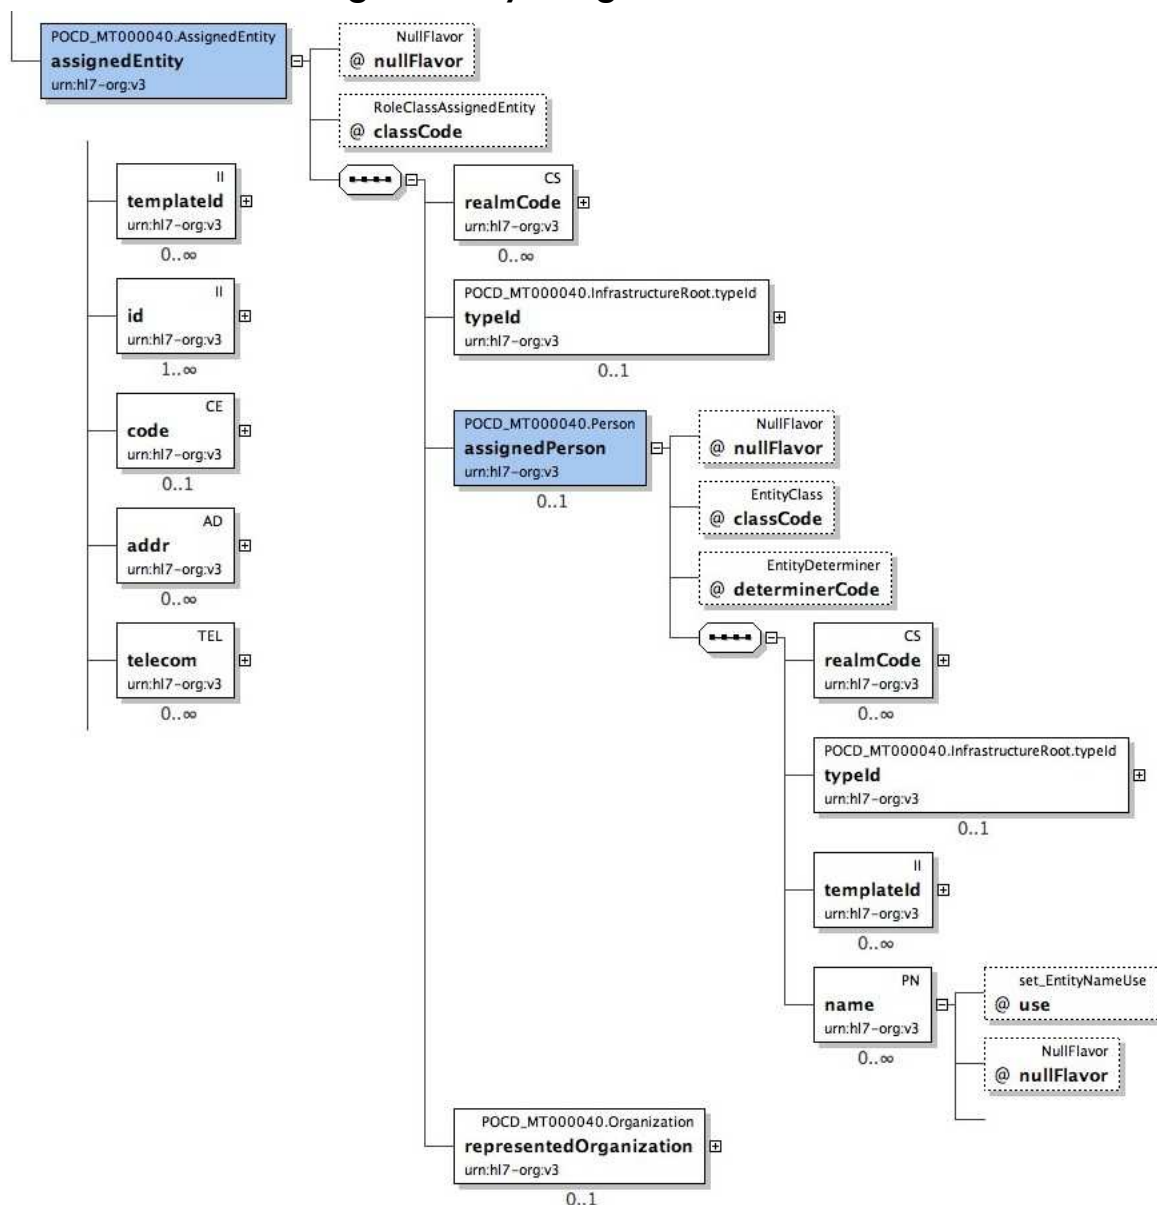 POCD_MT000040.AssignedEntity
assignedEntity
urn:hl7-org:v3
NullFlavor
@ nullFlavor
RoleClassAssignedEntity
@ classCode
II
templateId
urn:hl7-org:v3
0..∞
II
id
urn:hl7-org:v3
1..∞
CE
code
urn:hl7-org:v3
0..1
AD
addr
urn:hl7-org:v3
0..∞
TEL
telecom
urn:hl7-org:v3
0..∞
CS
realmCode
urn:hl7-org:v3
0..∞
POCD_MT000040.InfrastructureRoot.typeId
typeId
urn:hl7-org:v3
0..1
POCD_MT000040.Person
assignedPerson
urn:hl7-org:v3
0..1
NullFlavor
@ nullFlavor
EntityClass
@ classCode
EntityDeterminer
@ determinerCode
CS
realmCode
urn:hl7-org:v3
0..∞
POCD_MT000040.InfrastructureRoot.typeId
typeId
urn:hl7-org:v3
0..1
II
templateId
urn:hl7-org:v3
0..∞
PN
name
urn:hl7-org:v3
0..∞
set_EntityNameUse
@ use
NullFlavor
@ nullFlavor
POCD_MT000040.Organization
representedOrganization
urn:hl7-org:v3
0..1